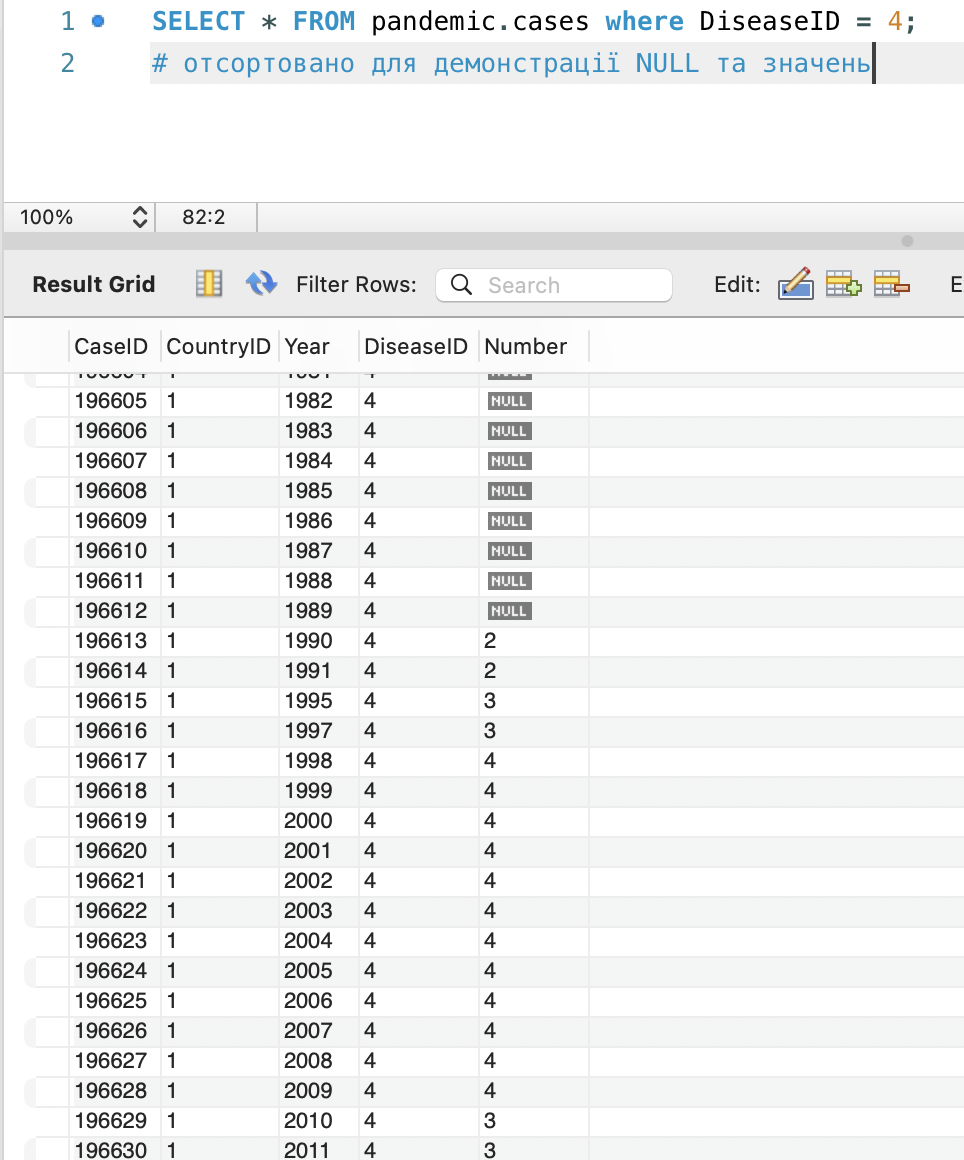 1 SELECT * FROM pandemic.cases where DiseaseID = 4;
2 # отсортовано для демонстрації NULL та значень
100% 82:2
Result Grid Filter Rows: Search Edit: E
CaseID CountryID Year DiseaseID Number
196605 1 1982 4 NULL
196606 1 1983 4 NULL
196607 1 1984 4 NULL
196608 1 1985 4 NULL
196609 1 1986 4 NULL
196610 1 1987 4 NULL
196611 1 1988 4 NULL
196612 1 1989 4 NULL
196613 1 1990 4 2
196614 1 1991 4 2
196615 1 1995 4 3
196616 1 1997 4 3
196617 1 1998 4 4
196618 1 1999 4 4
196619 1 2000 4 4
196620 1 2001 4 4
196621 1 2002 4 4
196622 1 2003 4 4
196623 1 2004 4 4
196624 1 2005 4 4
196625 1 2006 4 4
196626 1 2007 4 4
196627 1 2008 4 4
196628 1 2009 4 4
196629 1 2010 4 3
196630 1 2011 4 3